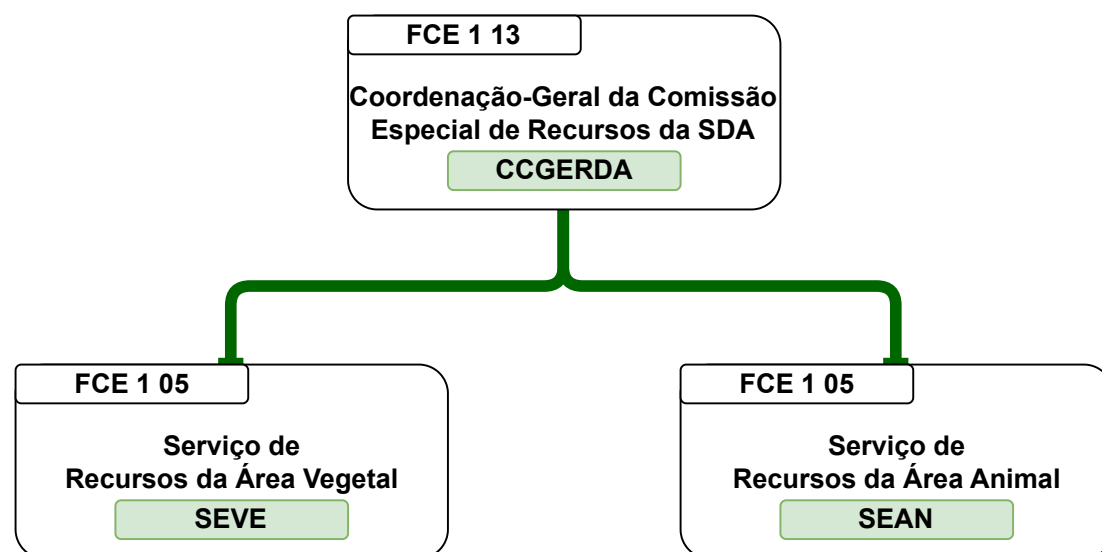 FCE 1 13
Coordenação-Geral da Comissão
Especial de Recursos da SDA
CCGERDA
FCE 1 05
Serviço de
Recursos da Área Vegetal
SEVE
FCE 1 05
Serviço de
Recursos da Área Animal
SEAN